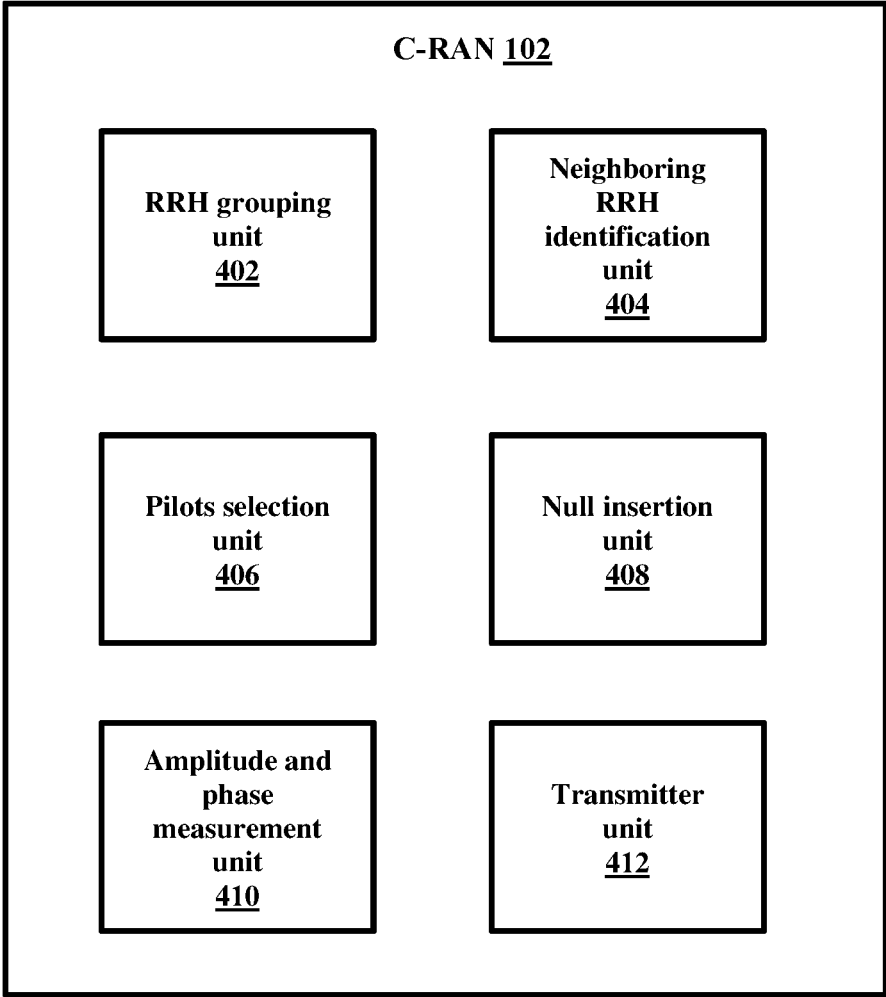 C-RAN 102
RRH grouping
unit
402
Neighboring
RRH
identification
unit
404
Pilots selection
unit
406
Null insertion
unit
408
Amplitude and
phase
measurement
unit
410
Transmitter
unit
412